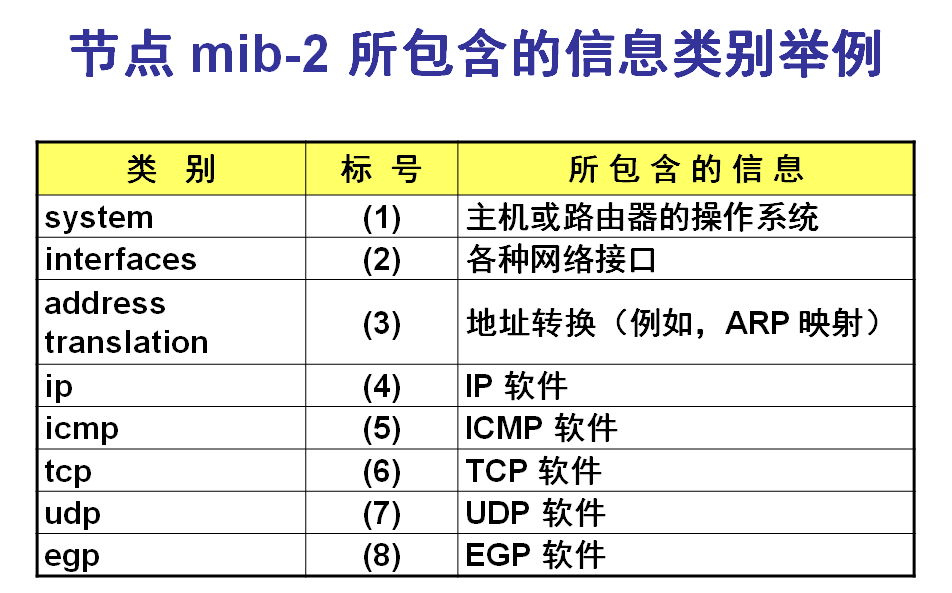 节点 mib-2 所包含的信息类别举例
类 别 标 号 所 包 含 的 信 息
system (1) 主机或路由器的操作系统
interfaces (2) 各种网络接口
address
translation (3) 地址转换（例如，ARP 映射）
ip (4) IP 软件
icmp (5) ICMP 软件
tcp (6) TCP 软件
udp (7) UDP 软件
egp (8) EGP 软件